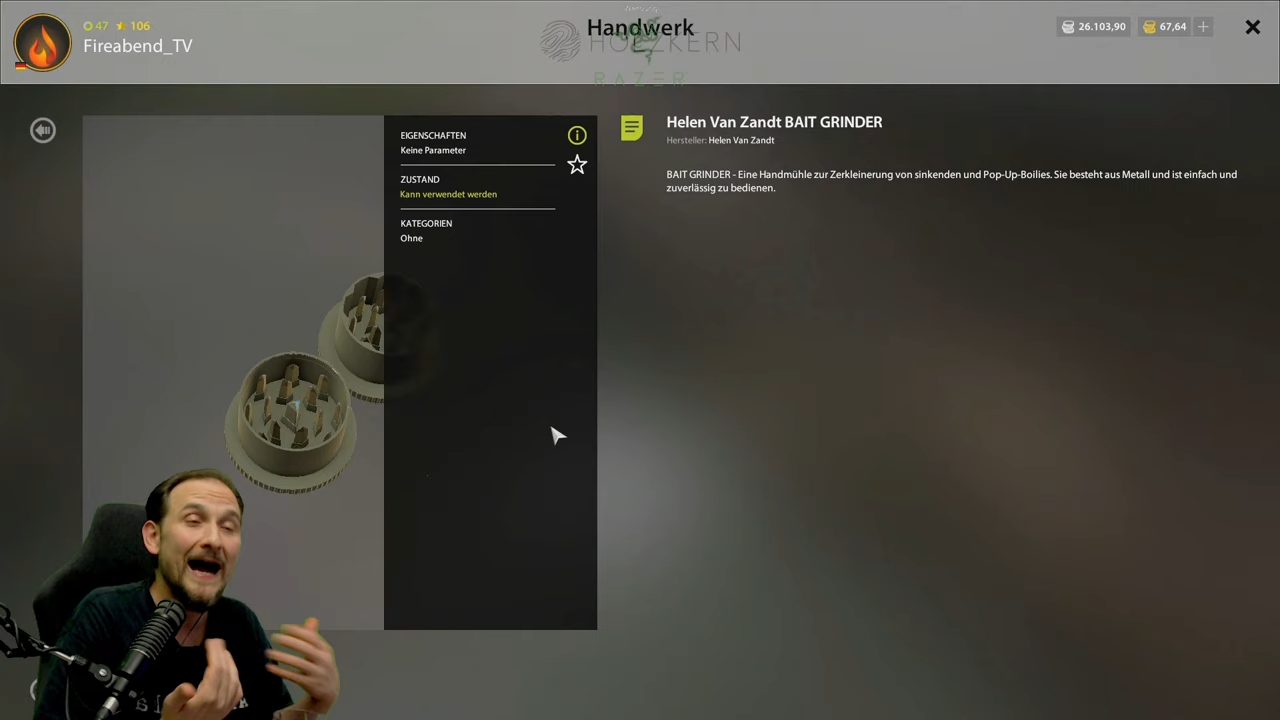 47 106
Fireabend_TV
Handwerk
HOLZKERN
RAZER
26.103,90
67,64
EIGENSCHAFTEN
Keine Parameter
ZUSTAND
Kann verwendet werden
KATEGORIEN
Ohne
Helen Van Zandt BAIT GRINDER
Hersteller: Helen Van Zandt
BAIT GRINDER - Eine Handmühle zur Zerkleinerung von sinkenden und Pop-Up-Boilies. Sie besteht aus Metall und ist einfach und
zuverlässig zu bedienen.